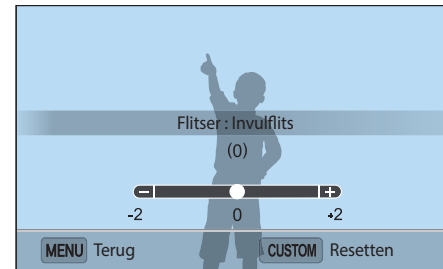 Flitser : Invulflits
(0)
- +
-2 0 +2
MENU Terug CUSTOM Resetten